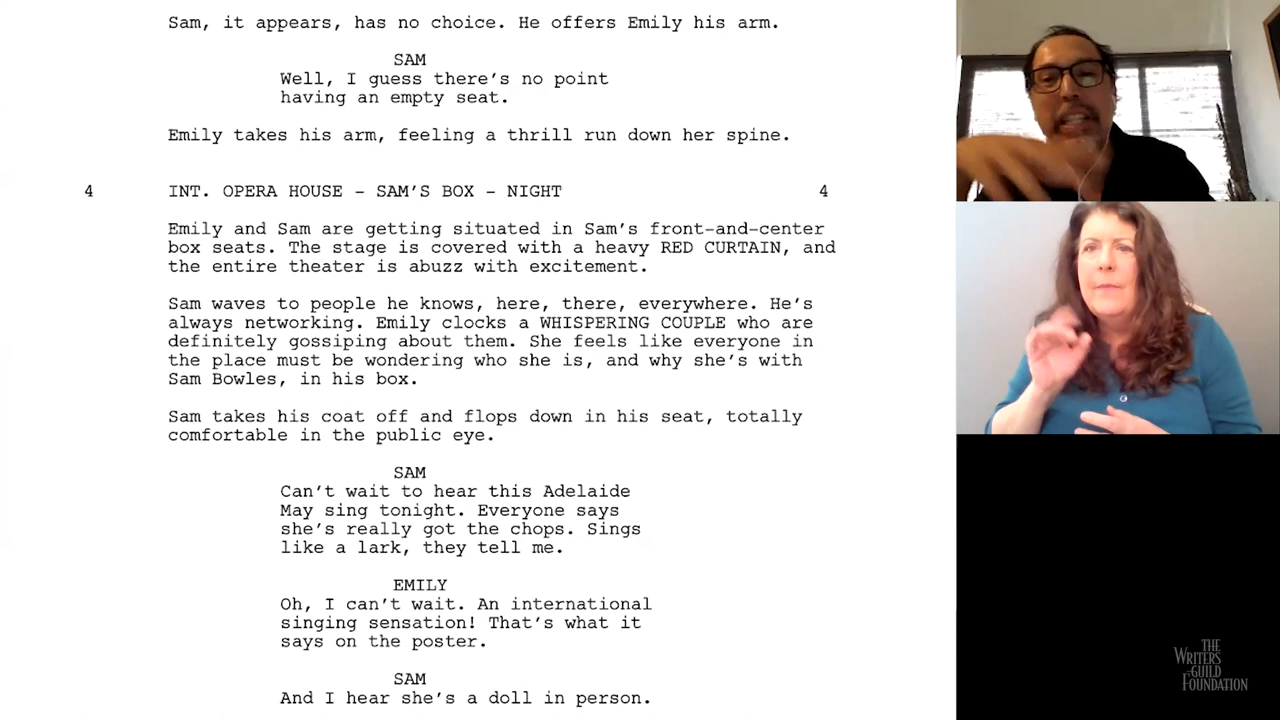 Sam, it appears, has no choice. He offers Emily his arm.
SAM
Well, I guess there's no point
having an empty seat.
Emily takes his arm, feeling a thrill run down her spine.
4 INT. OPERA HOUSE – SAM'S BOX – NIGHT 4
Emily and Sam are getting situated in Sam's front-and-center
box seats. The stage is covered with a heavy RED CURTAIN, and
the entire theater is abuzz with excitement.
Sam waves to people he knows, here, there, everywhere. He's
always networking. Emily clocks a WHISPERING COUPLE who are
definitely gossiping about them. She feels like everyone in
the place must be wondering who she is, and why she's with
Sam Bowles, in his box.
Sam takes his coat off and flops down in his seat, totally
comfortable in the public eye.
SAM
Can't wait to hear this Adelaide
May sing tonight. Everyone says
she's really got the chops. Sings
like a lark, they tell me.
EMILY
Oh, I can't wait. An international
singing sensation! That's what it
says on the poster.
SAM
And I hear she's a doll in person.
THE
WRITERS
GUILD
FOUNDATION